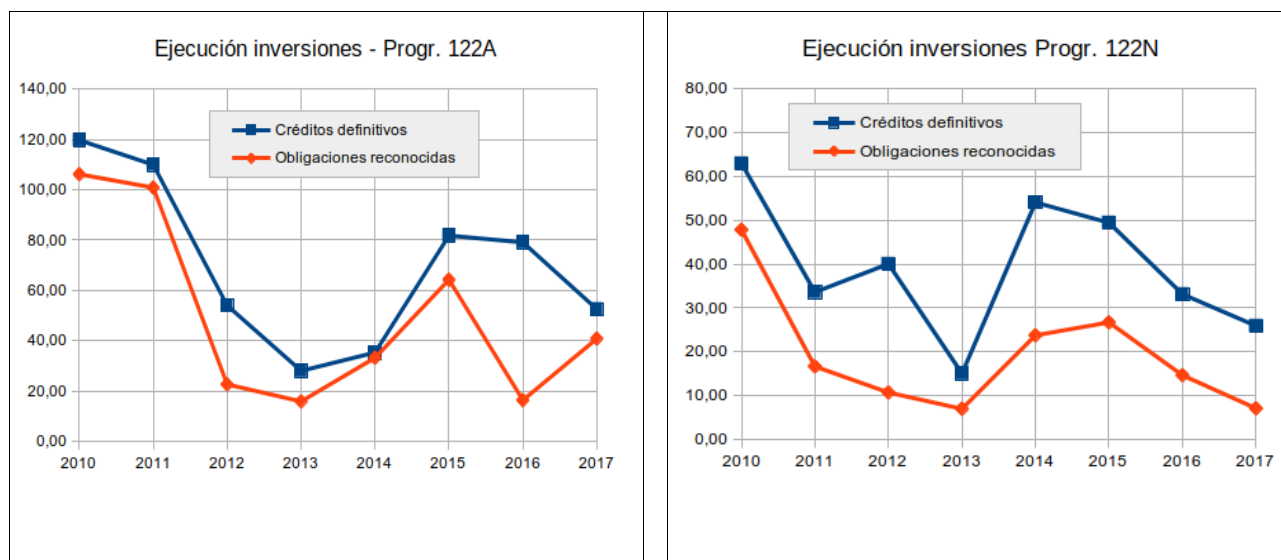 Ejecución inversiones - Progr. 122A
140,00
120,00
100,00
80,00
60,00
40,00
20,00
0,00
Créditos definitivos
Obligaciones reconocidas
2010 2011 2012 2013 2014 2015 2016 2017
Ejecución inversiones Progr. 122N
80,00
70,00
60,00
50,00
40,00
30,00
20,00
10,00
0,00
Créditos definitivos
Obligaciones reconocidas
2010 2011 2012 2013 2014 2015 2016 2017